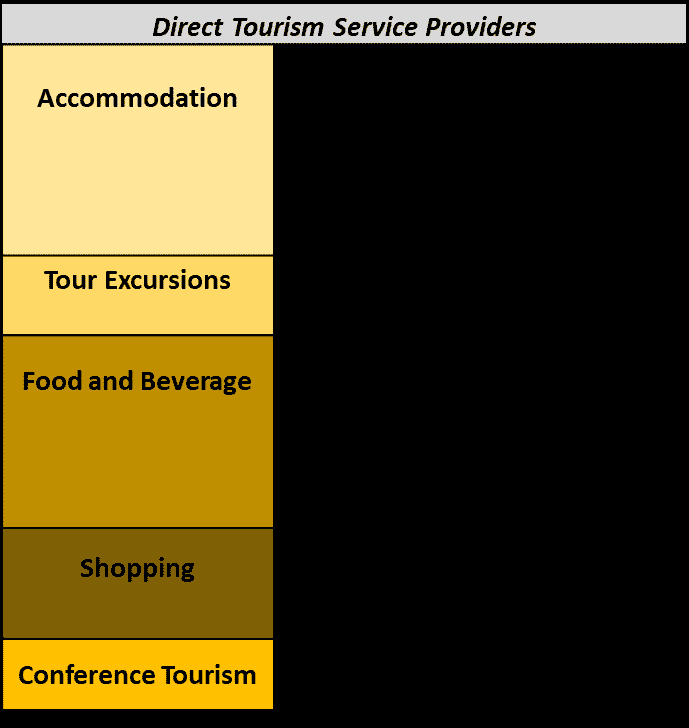 Direct Tourism Service Providers
Accommodation
Tour Excursions
Food and Beverage
Shopping
Conference Tourism